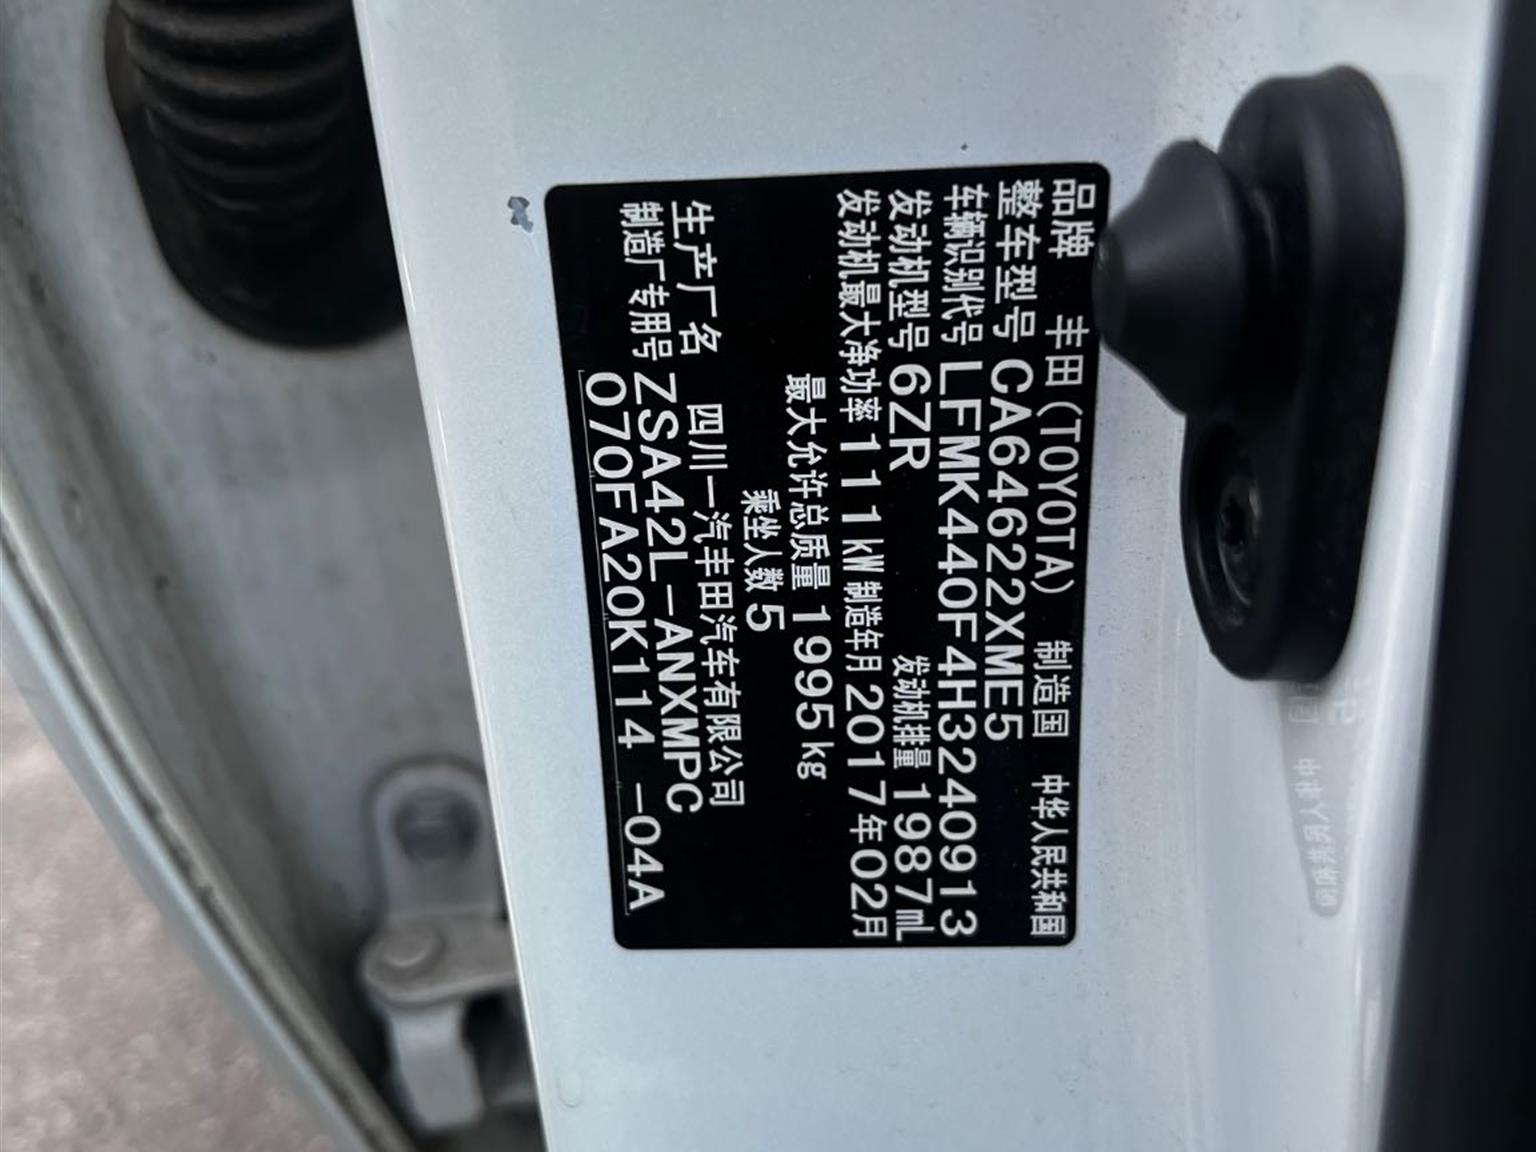 品牌 丰田(TOYOTA) 制造国 中华人民共和国
整车型号 CA64622XME5
车辆识别代号 LFMK440F4H3240913
发动机型号 6ZR 发动机排量 1987mL
发动机最大净功率 111kW 制造年月 2017年02月
最大允许总质量 1995kg
乘坐人数 5
生产厂名 四川一汽丰田汽车有限公司
制造厂专用号 ZSA42L-ANXMPC
070FA20K114 -04A